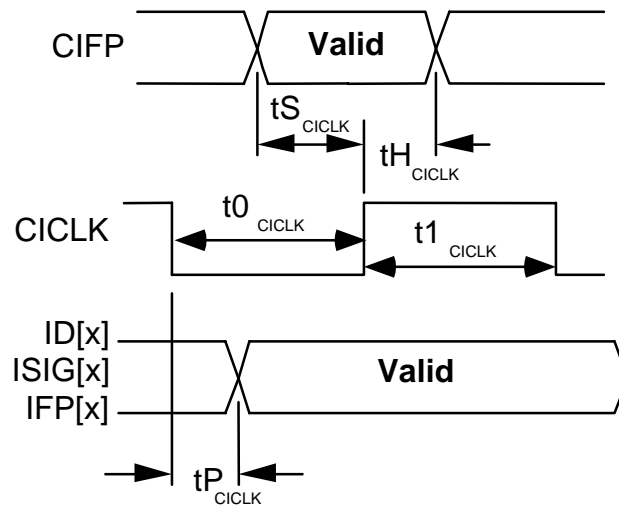 CIFP Valid
tS CICLK
tH CICLK
CICLK t0 CICLK t1 CICLK
ID[x]
ISIG[x] Valid
IFP[x]
tP CICLK